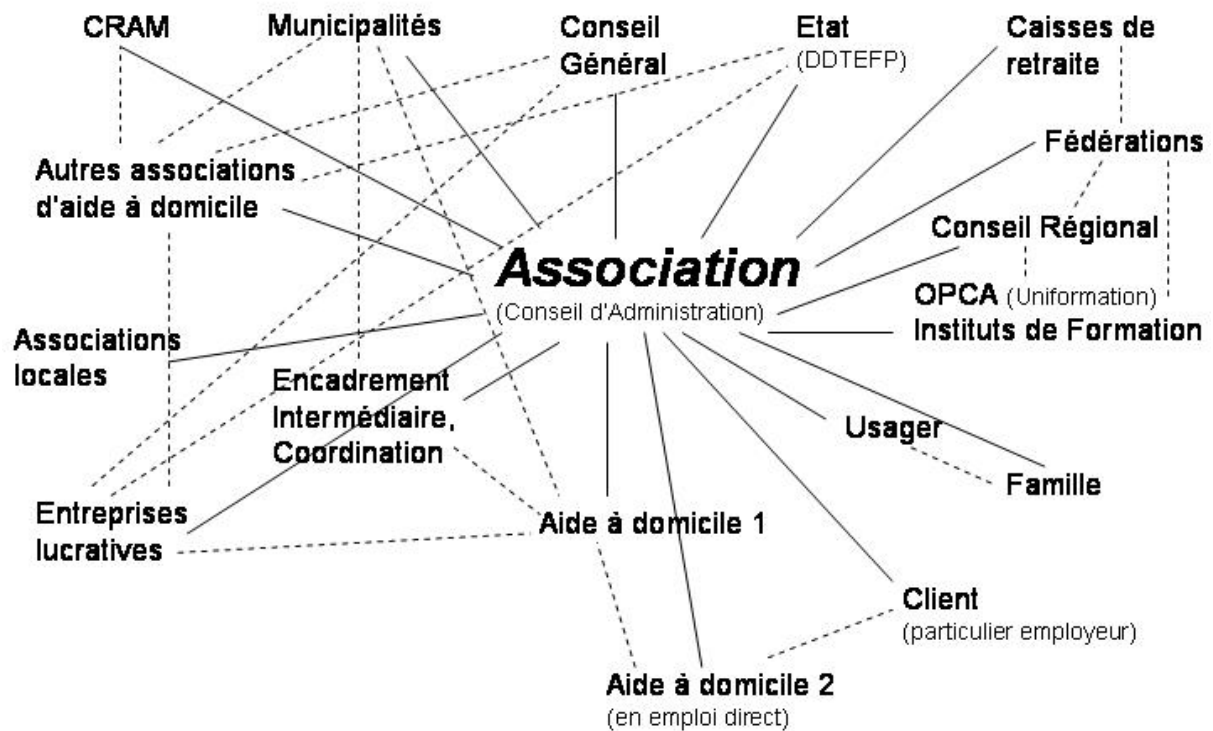 CRAM
Municipalités
Conseil
Général
Etat
(DDTEFP)
Caisses de
retraite
Fédérations
Autres associations
d'aide à domicile
Conseil Régional
Association
(Conseil d'Administration)
OPCA (Uniformation)
Instituts de Formation
Associations
locales
Encadrement
Intermédiaire,
Coordination
Usager
Famille
Entreprises
lucratives
Aide à domicile 1
Client
(particulier employeur)
Aide à domicile 2
(en emploi direct)